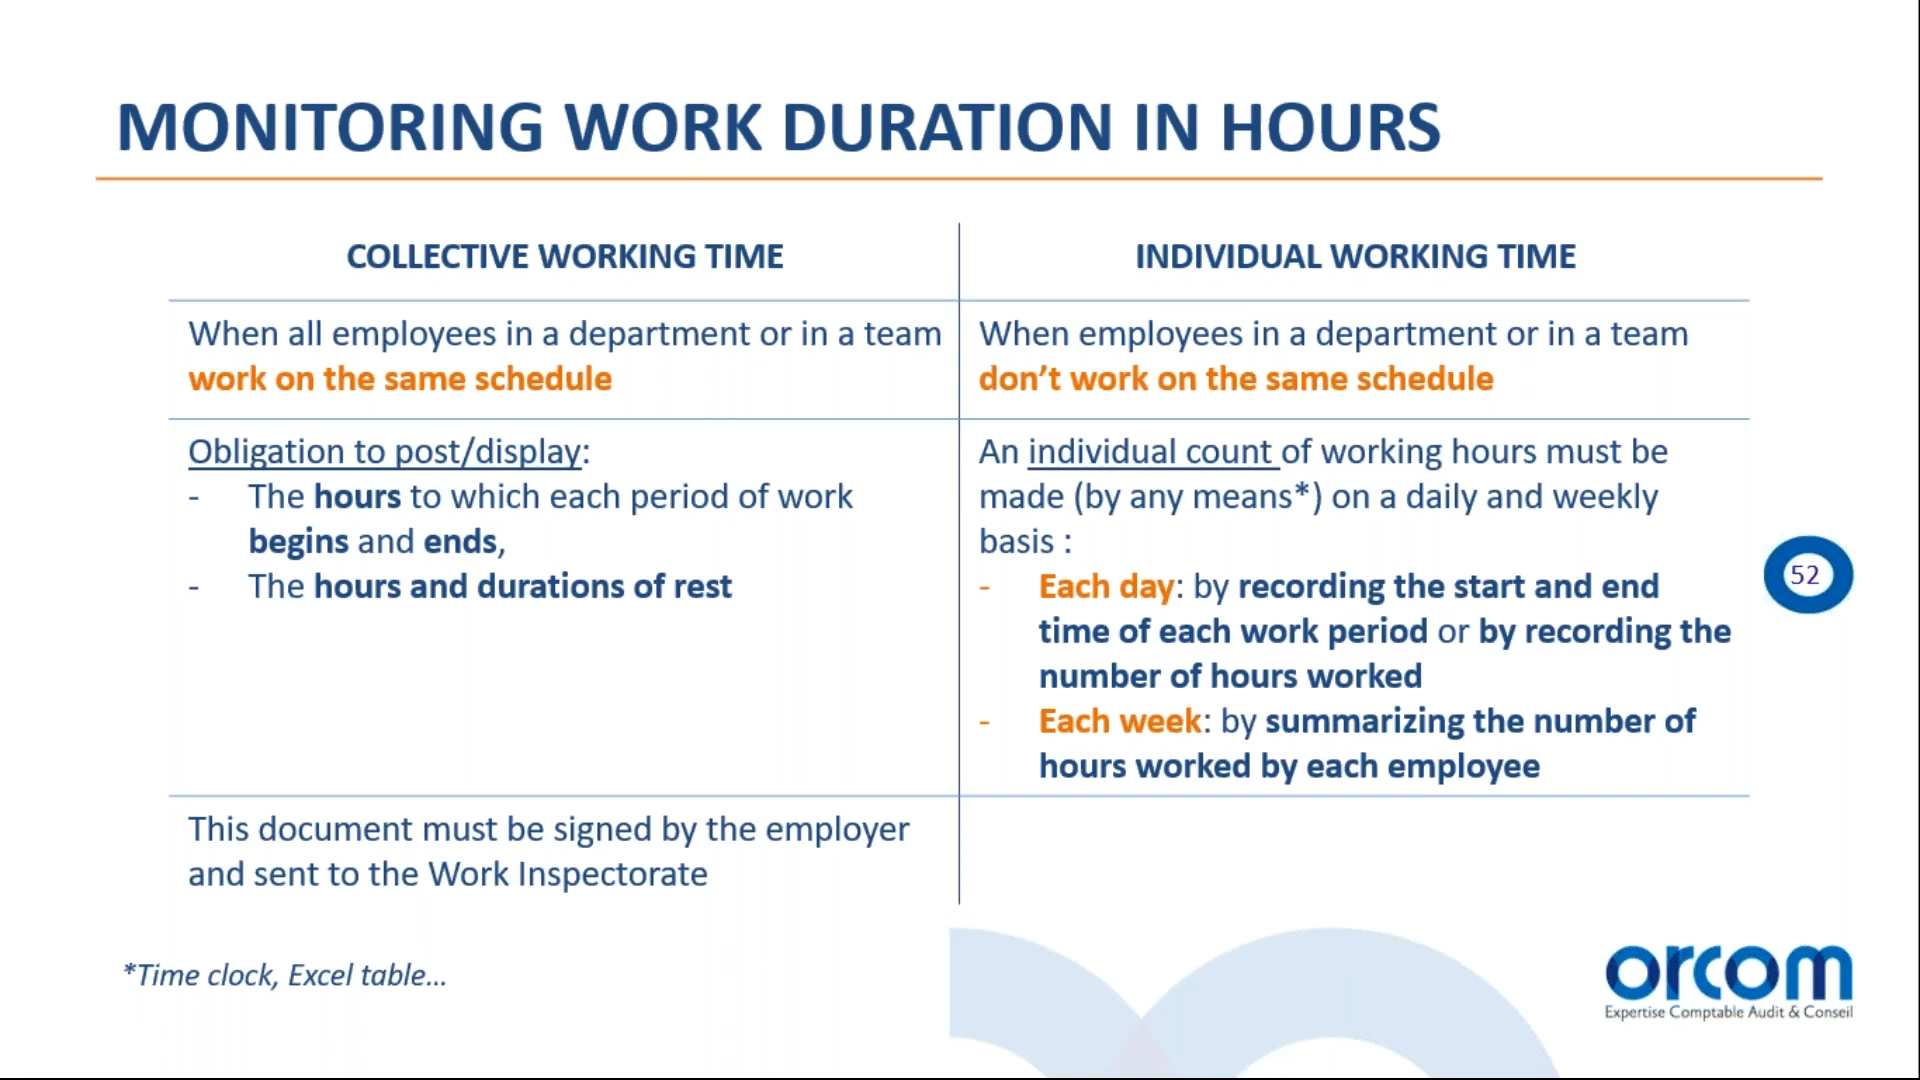 MONITORING WORK DURATION IN HOURS
COLLECTIVE WORKING TIME
When all employees in a department or in a team
work on the same schedule
Obligation to post/display:
- The hours to which each period of work
begins and ends,
- The hours and durations of rest
This document must be signed by the employer
and sent to the Work Inspectorate
INDIVIDUAL WORKING TIME
When employees in a department or in a team
don’t work on the same schedule
An individual count of working hours must be
made (by any means*) on a daily and weekly
basis :
- Each day: by recording the start and end
time of each work period or by recording the
number of hours worked
- Each week: by summarizing the number of
hours worked by each employee
52
*Time clock, Excel table...
orcom
Expertise Comptable Audit & Conseil